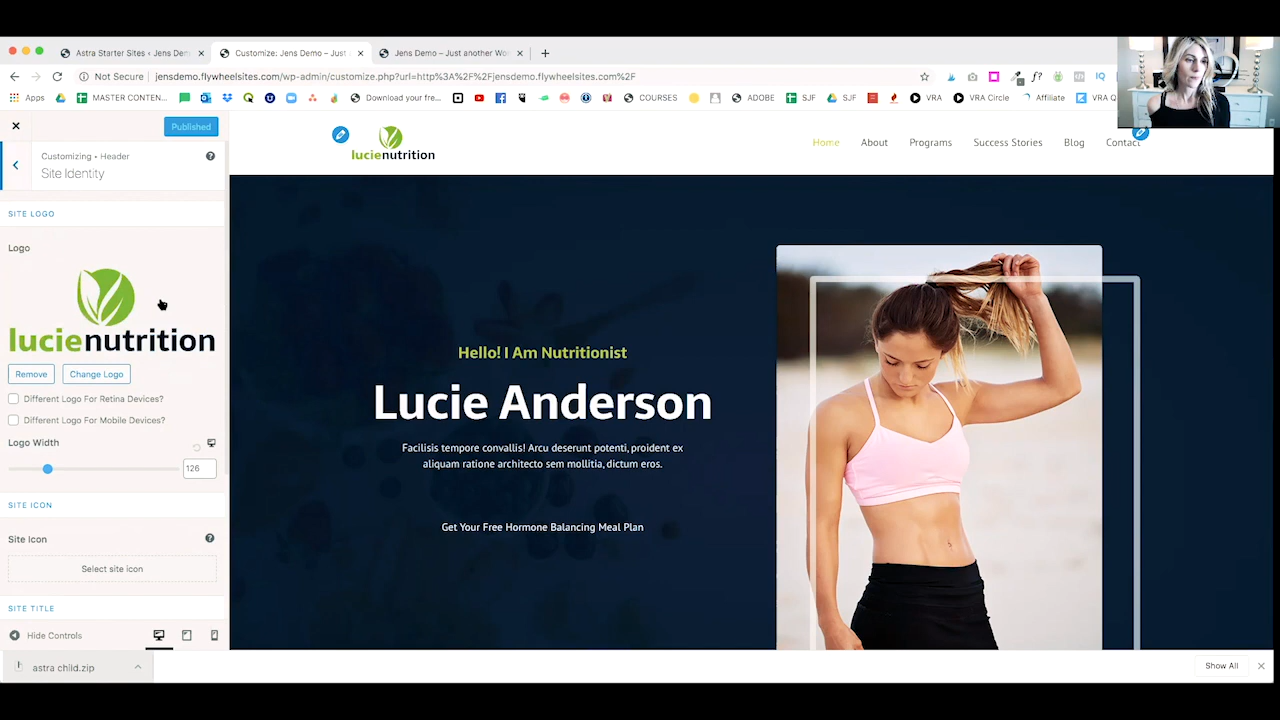 Astra Starter Sites ‹ Jens Dem
Customize: Jens Demo – Just
Jens Demo – Just another Wo
Not Secure
jensdemo.flywheelsites.com/wp-admin/customize.php?url=http%3A%2F%2Fjensdemo.flywheelsites.com%2F
Apps
MASTER CONTEN...
Download your free...
COURSES
ADOBE
SJF
SJF
VRA
VRA Circle
Affiliate
VRA Q
Published
Customizing • Header
Site Identity
SITE LOGO
Logo
lucienutrition
Remove
Change Logo
Different Logo For Retina Devices?
Different Logo For Mobile Devices?
Logo Width
126
SITE ICON
Site Icon
Select site icon
SITE TITLE
Hide Controls
lucienutrition
Home
About
Programs
Success Stories
Blog
Contact
Hello! I Am Nutritionist
Lucie Anderson
Facilisis tempore convallis! Arcu deserunt potenti, proident ex
aliquam ratione architecto sem mollitia, dictum eros.
Get Your Free Hormone Balancing Meal Plan
astra child.zip
Show All